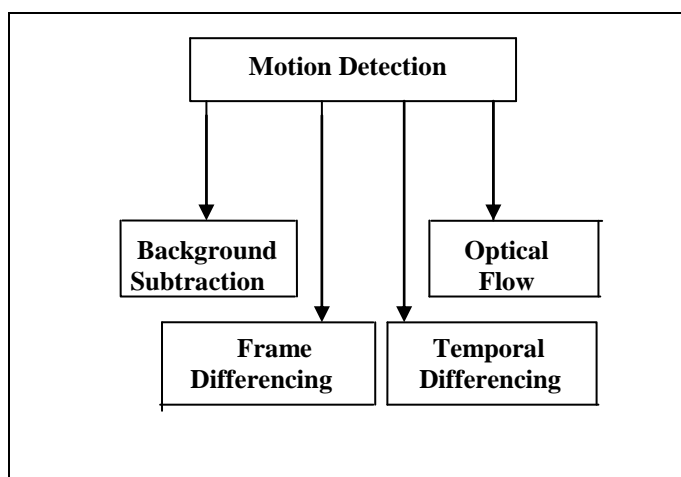 Motion Detection
Background
Subtraction
Optical
Flow
Frame
Differencing
Temporal
Differencing